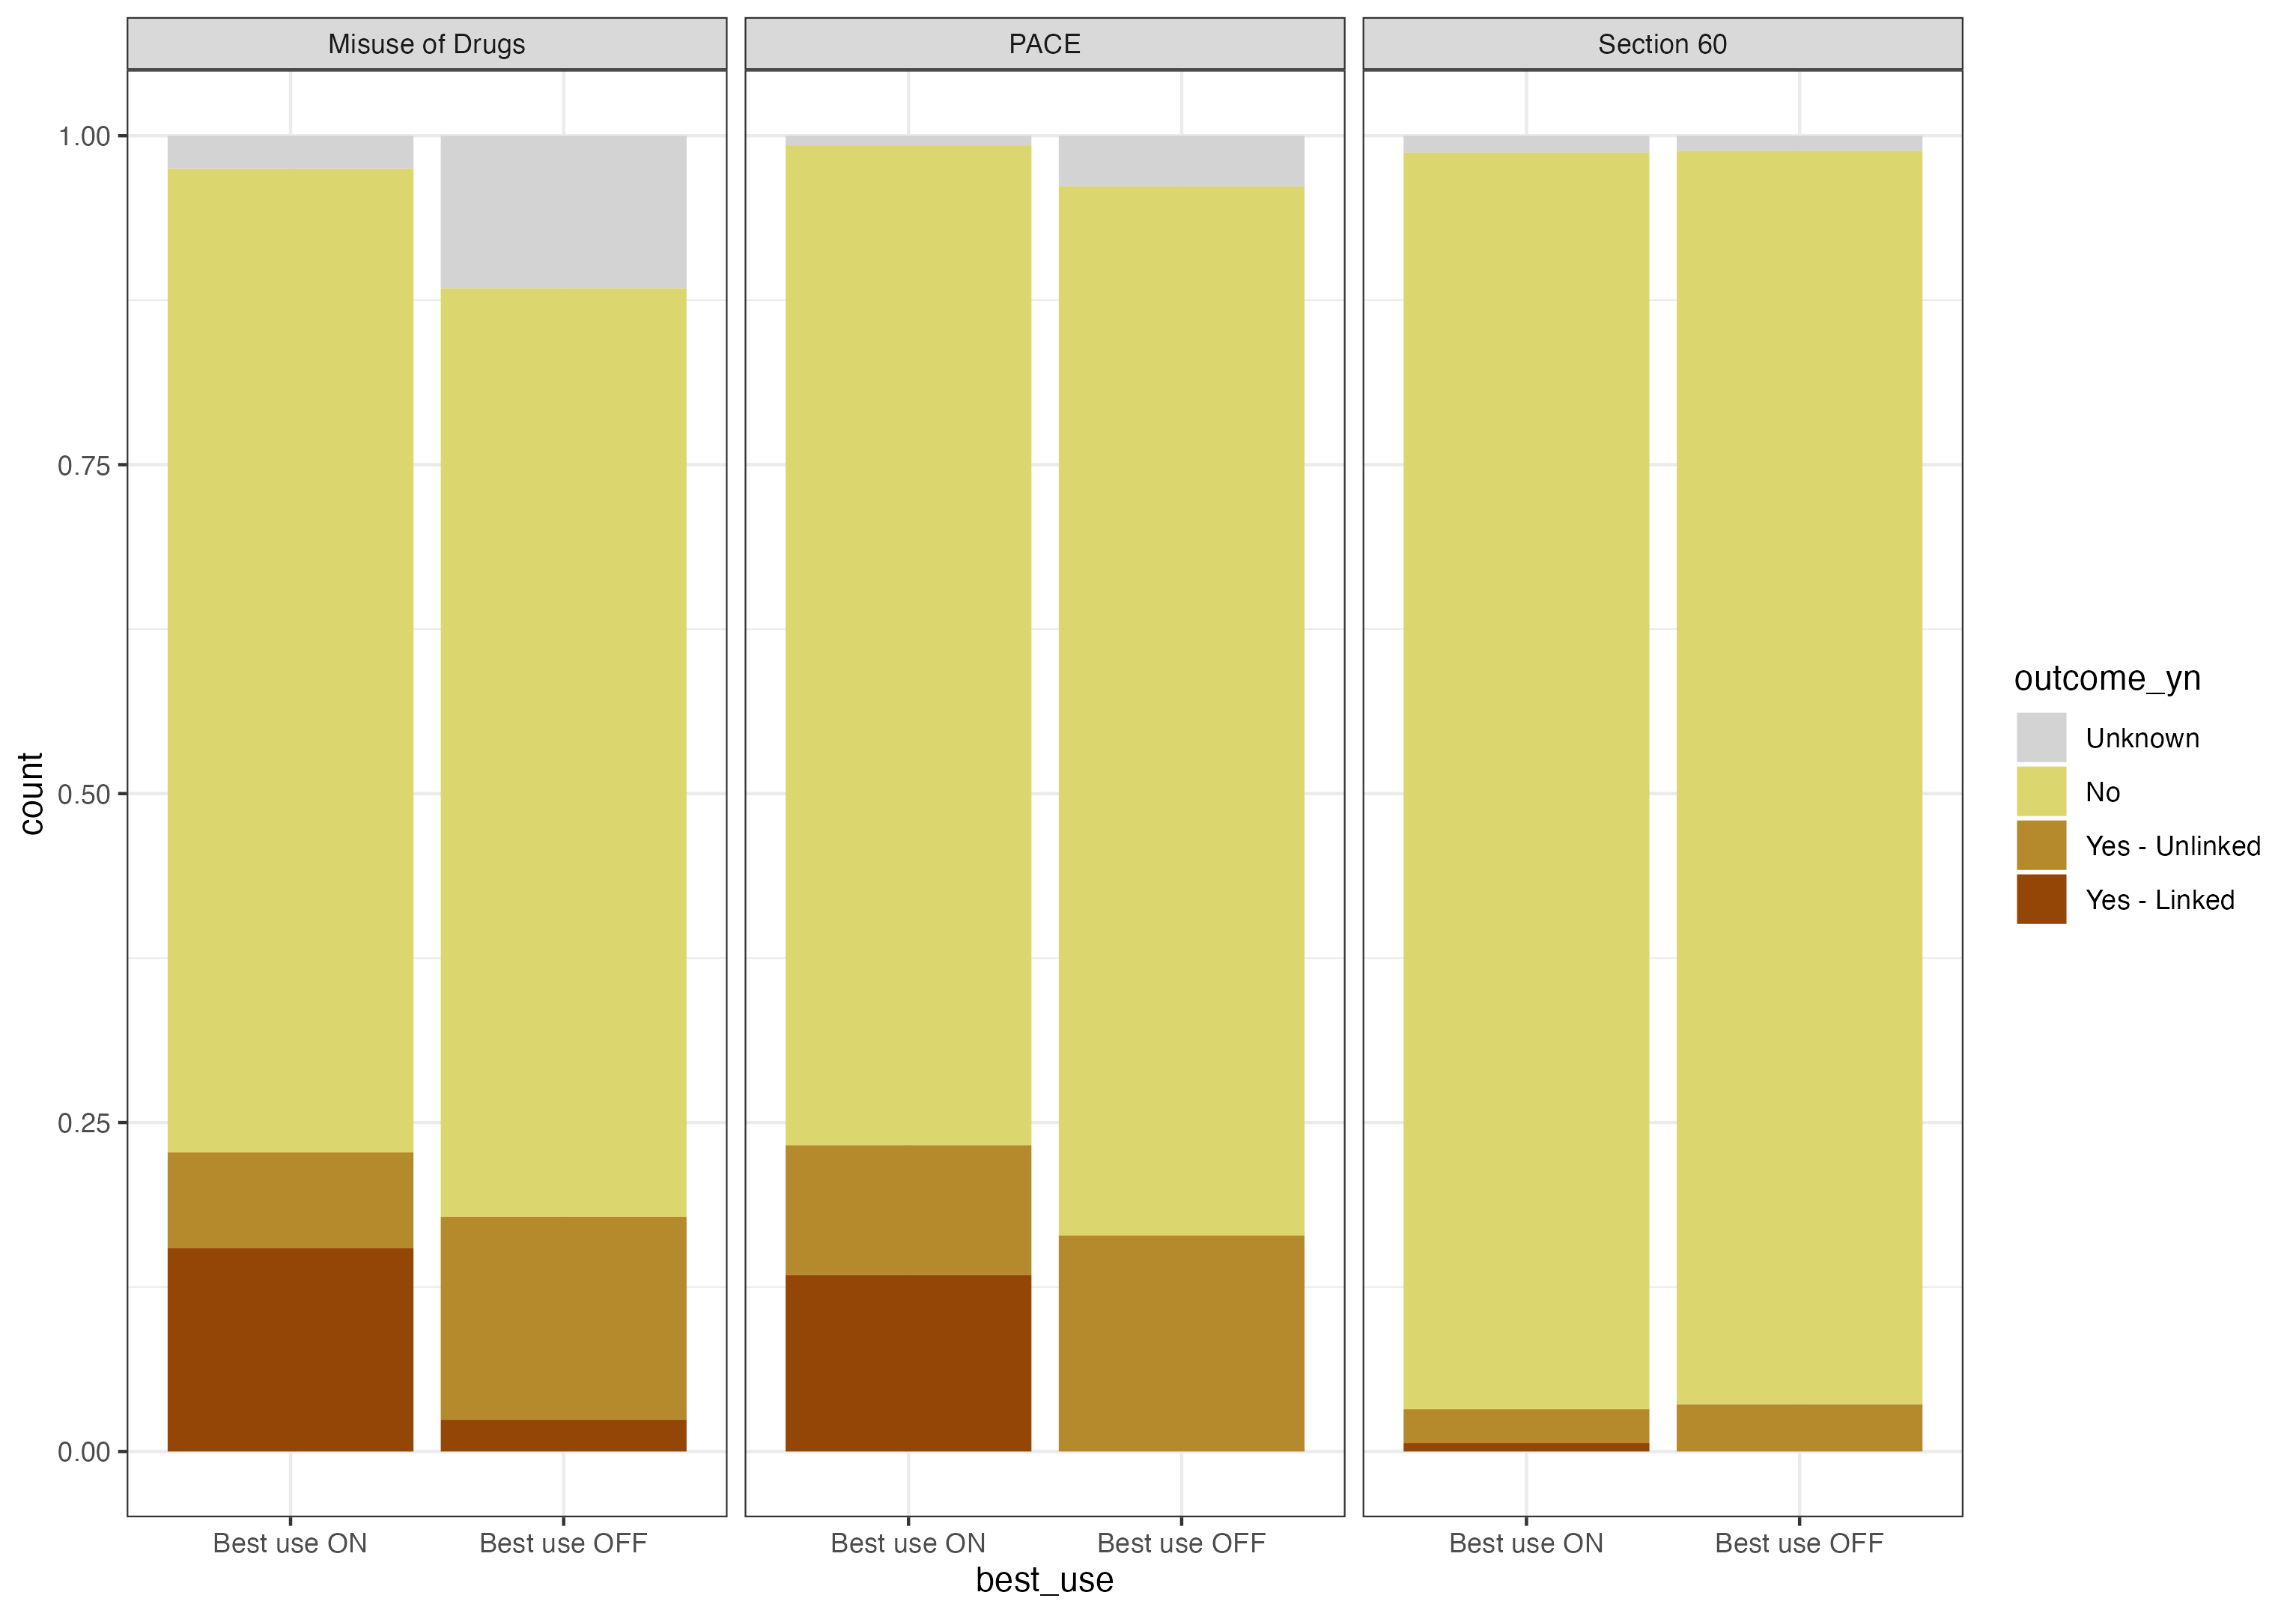 Misuse of Drugs
PACE
Section 60
1.00
0.75
0.50
0.25
0.00
count
Best use ON
Best use OFF
Best use ON
Best use OFF
Best use ON
Best use OFF
best_use
outcome_yn
Unknown
No
Yes - Unlinked
Yes - Linked